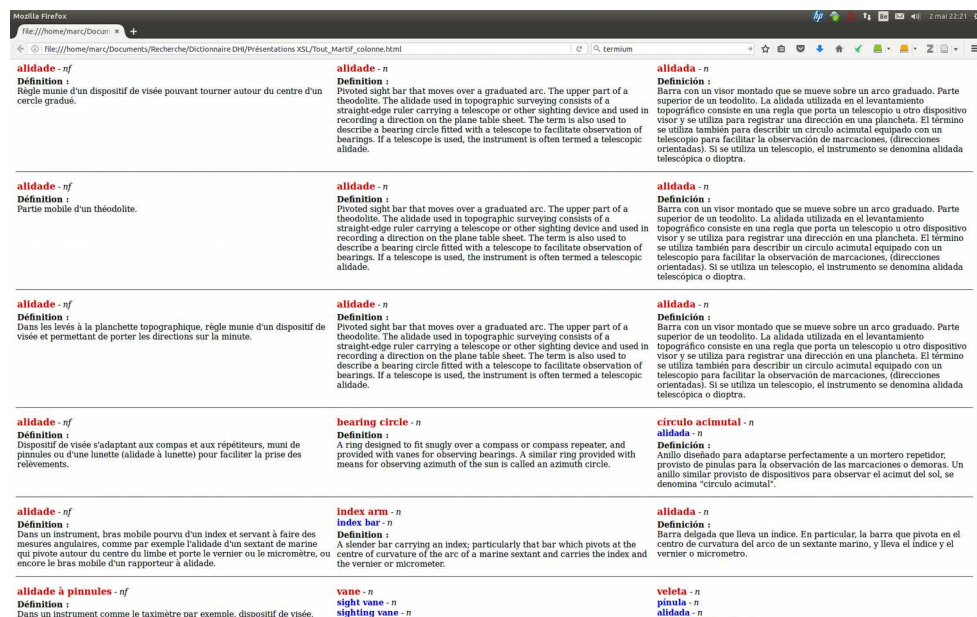 Mozilla Firefox
2 mai 22:21
file:///home/marc/Docum
file:///home/marc/Documents/Recherche/Dictionnaire DHI/Présentations XSL/Tout_Martif_colonne.html
termium
alidade - nf
Définition :
Règle munie d'un dispositif de visée pouvant tourner autour du centre d'un
cercle gradué.
alidade - n
Definition :
Pivoted sight bar that moves over a graduated arc. The upper part of a
theodolite. The alidade used in topographic surveying consists of a
straight-edge ruler carrying a telescope or other sighting device and used in
recording a direction on the plane table sheet. The term is also used to
describe a bearing circle fitted with a telescope to facilitate observation of
bearings. If a telescope is used, the instrument is often termed a telescopic
alidade.
alidada - n
Definición :
Barra con un visor montado que se mueve sobre un arco graduado. Parte
superior de un teodolito. La alidada utilizada en el levantamiento
topográfico consiste en una regla que porta un telescopio u otro dispositivo
visor y se utiliza para registrar una dirección en una plancheta. El término
se utiliza también para describir un circulo acimutal equipado con un
telescopio para facilitar la observación de marcaciones, (direcciones
orientadas). Si se utiliza un telescopio, el instrumento se denomina alidada
telescópica o dioptra.
alidade - nf
Définition :
Partie mobile d'un théodolite.
alidade - n
Definition :
Pivoted sight bar that moves over a graduated arc. The upper part of a
theodolite. The alidade used in topographic surveying consists of a
straight-edge ruler carrying a telescope or other sighting device and used in
recording a direction on the plane table sheet. The term is also used to
describe a bearing circle fitted with a telescope to facilitate observation of
bearings. If a telescope is used, the instrument is often termed a telescopic
alidade.
alidada - n
Definición :
Barra con un visor montado que se mueve sobre un arco graduado. Parte
superior de un teodolito. La alidada utilizada en el levantamiento
topográfico consiste en una regla que porta un telescopio u otro dispositivo
visor y se utiliza para registrar una dirección en una plancheta. El término
se utiliza también para describir un circulo acimutal equipado con un
telescopio para facilitar la observación de marcaciones, (direcciones
orientadas). Si se utiliza un telescopio, el instrumento se denomina alidada
telescópica o dioptra.
alidade - nf
Définition :
Dans les levés à la planchette topographique, règle munie d'un dispositif de
visée et permettant de porter les directions sur la minute.
alidade - n
Definition :
Pivoted sight bar that moves over a graduated arc. The upper part of a
theodolite. The alidade used in topographic surveying consists of a
straight-edge ruler carrying a telescope or other sighting device and used in
recording a direction on the plane table sheet. The term is also used to
describe a bearing circle fitted with a telescope to facilitate observation of
bearings. If a telescope is used, the instrument is often termed a telescopic
alidade.
alidada - n
Definición :
Barra con un visor montado que se mueve sobre un arco graduado. Parte
superior de un teodolito. La alidada utilizada en el levantamiento
topográfico consiste en una regla que porta un telescopio u otro dispositivo
visor y se utiliza para registrar una dirección en una plancheta. El término
se utiliza también para describir un circulo acimutal equipado con un
telescopio para facilitar la observación de marcaciones, (direcciones
orientadas). Si se utiliza un telescopio, el instrumento se denomina alidada
telescópica o dioptra.
alidade - nf
Définition :
Dispositif de visée s'adaptant aux compas et aux répétiteurs, muni de
pinnules ou d'une lunette (alidade à lunette) pour faciliter la prise des
relèvements.
bearing circle - n
Definition :
A ring designed to fit snugly over a compass or compass repeater, and
provided with vanes for observing bearings. A similar ring provided with
means for observing azimuth of the sun is called an azimuth circle.
círculo acimutal - n
alidada - n
Definición :
Anillo diseñado para adaptarse perfectamente a un mortero repetidor,
provisto de pinulas para la observación de las marcaciones o demoras. Un
anillo similar provisto de dispositivos para observar el acimut del sol, se
denomina "circulo acimutal".
alidade - nf
Définition :
Dans un instrument, bras mobile pourvu d'un index et servant à faire des
mesures angulaires, comme par exemple l'alidade d'un sextant de marine
qui pivote autour du centre du limbe et porte le vernier ou le micromètre, ou
encore le bras mobile d'un rapporteur à alidade.
index arm - n
index bar - n
Definition :
A slender bar carrying an index; particularly that bar which pivots at the
centre of curvature of the arc of a marine sextant and carries the index and
the vernier or micrometer.
alidada - n
Definición :
Barra delgada que lleva un índice. En particular, la barra que pivota en el
centro de curvatura del arco de un sextante marino, y lleva el índice y el
vernier o micrometro.
alidade à pinnules - nf
Définition :
Dans un instrument comme le taximètre par exemple, dispositif de visée,
vane - n
sight vane - n
sighting vane - n
veleta - n
pínula - n
alidada - n